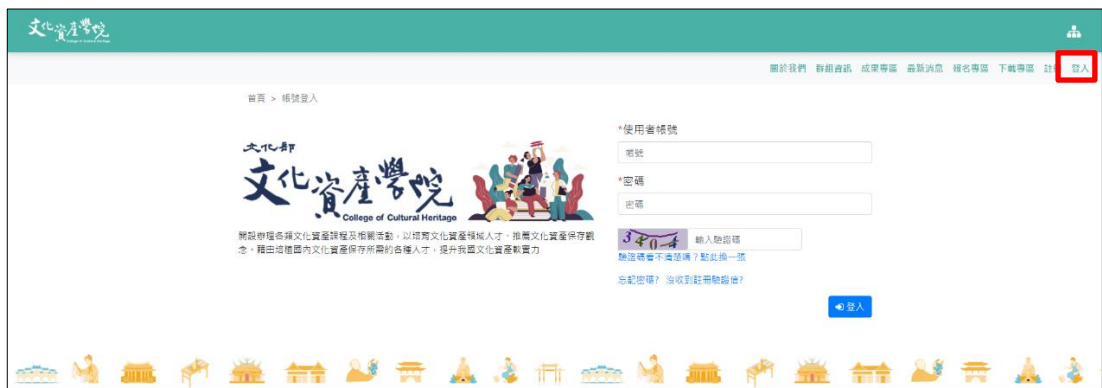 文化資產學院
College of Cultural Heritage
關於我們 群組資訊 成果專區 最新消息 報名專區 下載專區 註 登入
首頁 > 帳號登入
文化部
文化資產學院
College of Cultural Heritage
開設辦理各類文化資產課程及相關活動，以培育文化資產領域人才、推薦文化資產保存觀
念。藉由培植國內文化資產保存所需的各種人才，提升我國文化資產軟實力
*使用者帳號
帳號
*密碼
密碼
3404 輸入驗證碼
驗證碼看不清楚嗎？點此換一張
忘記密碼? 沒收到註冊驗證信?
登入